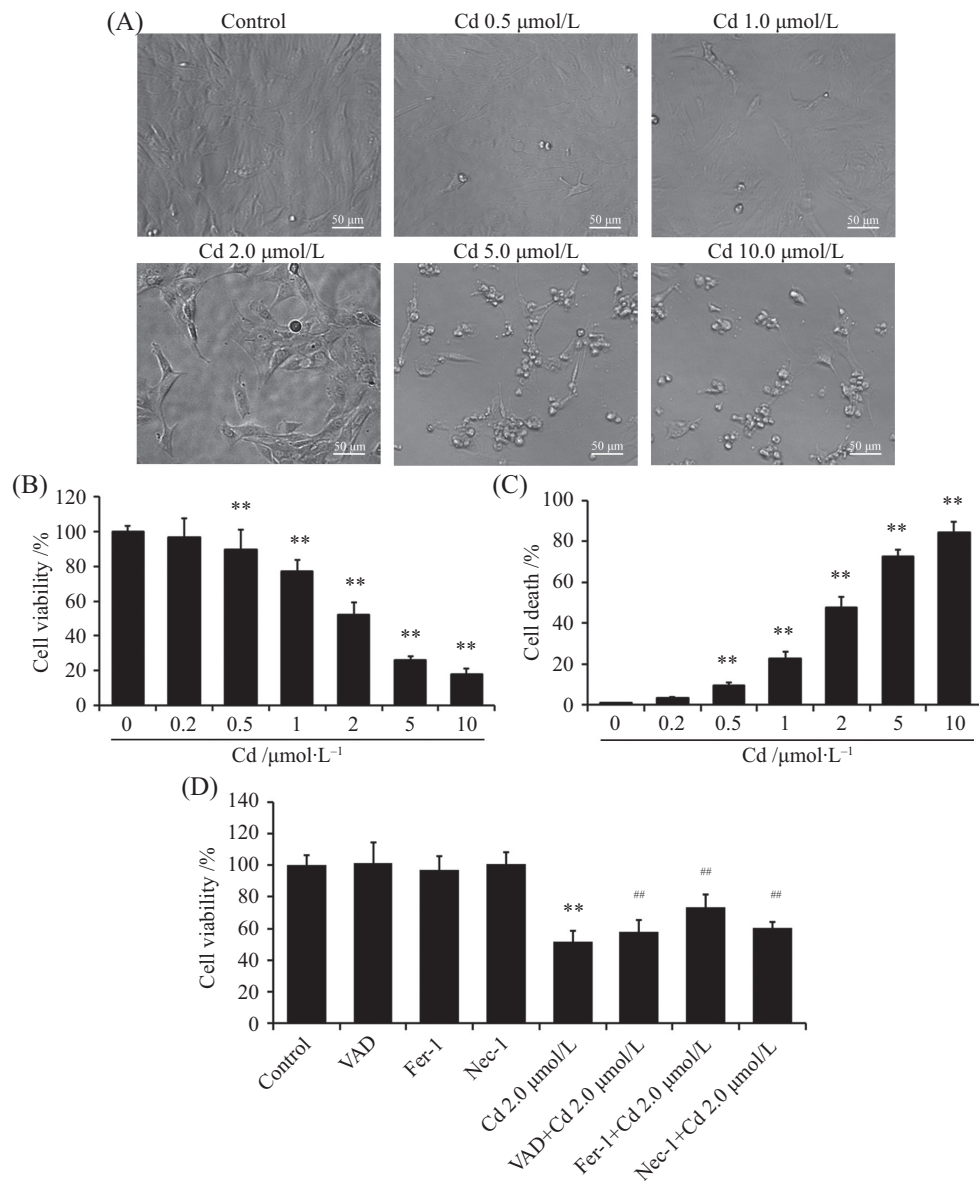 (A)
Control
Cd 0.5 μmol/L
Cd 1.0 μmol/L
50 μm
50 μm
50 μm
Cd 2.0 μmol/L
Cd 5.0 μmol/L
Cd 10.0 μmol/L
50 μm
50 μm
50 μm
(B)
120
100
80
60
40
20
0
Cell viability /%
**
**
**
**
**
0 0.2 0.5 1 2 5 10
Cd /μmol·L⁻¹
(C)
100
80
60
40
20
0
Cell death /%
**
**
**
**
**
0 0.2 0.5 1 2 5 10
Cd /μmol·L⁻¹
(D)
140
120
100
80
60
40
20
0
Cell viability /%
**
##
##
##
Control
VAD
Fer-1
Nec-1
Cd 2.0 μmol/L
VAD+Cd 2.0 μmol/L
Fer-1+Cd 2.0 μmol/L
Nec-1+Cd 2.0 μmol/L